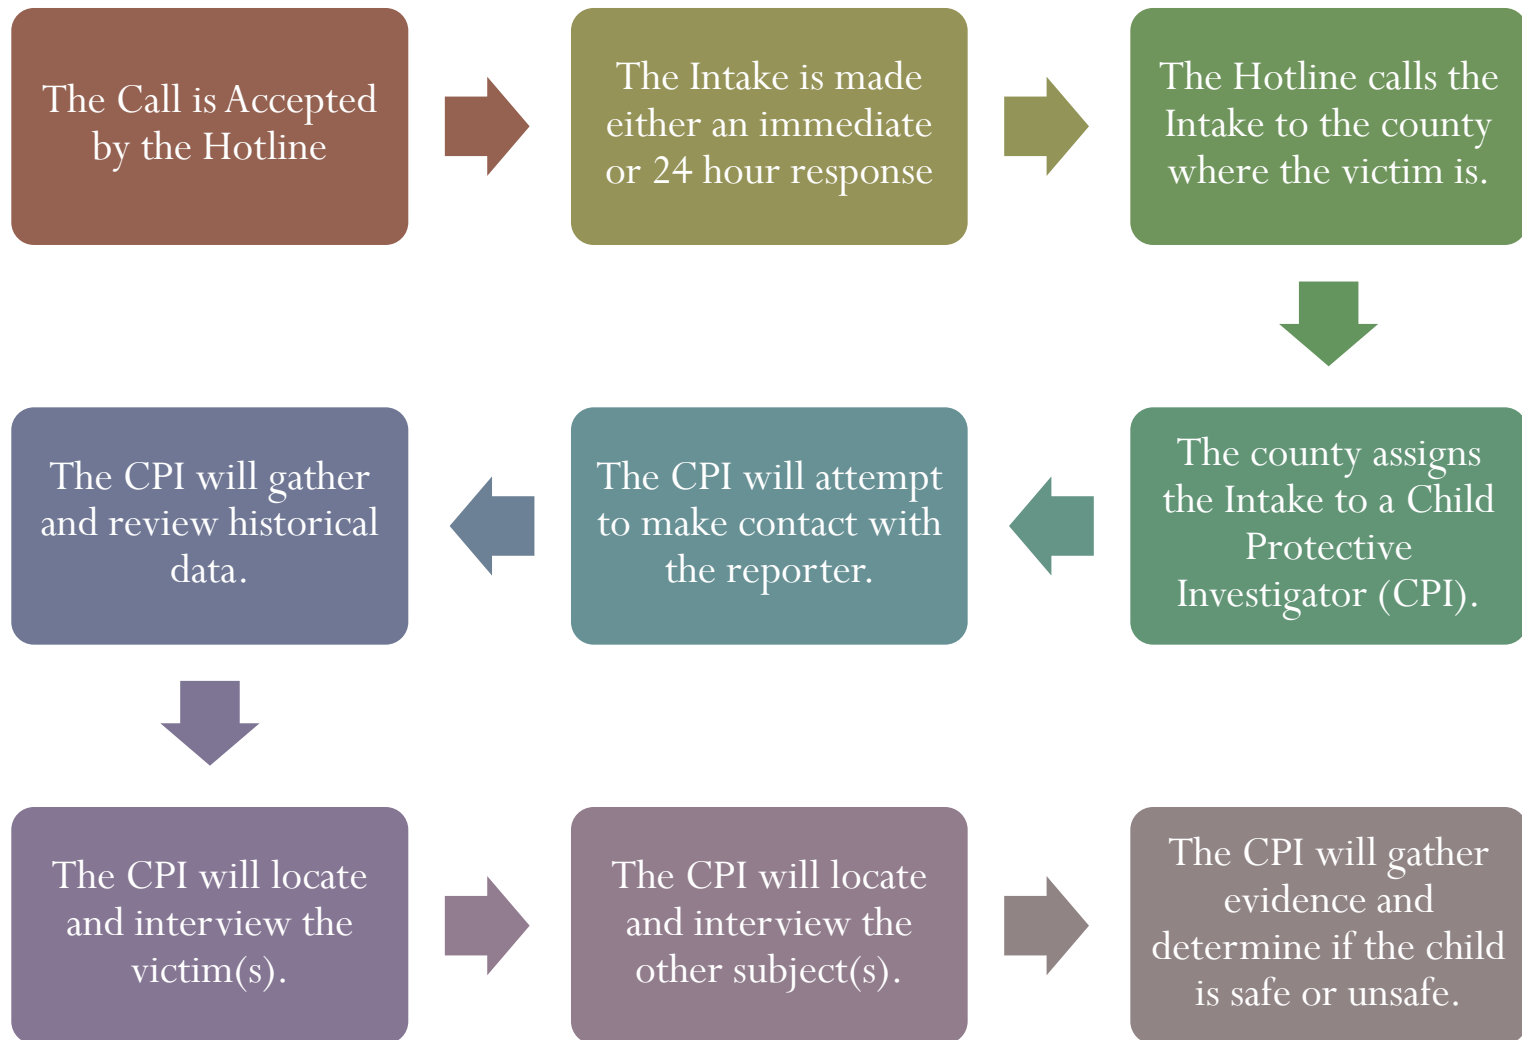 The Call is Accepted
by the Hotline
The Intake is made
either an immediate
or 24 hour response
The Hotline calls the
Intake to the county
where the victim is.
The county assigns
the Intake to a Child
Protective
Investigator (CPI).
The CPI will attempt
to make contact with
the reporter.
The CPI will gather
and review historical
data.
The CPI will locate
and interview the
victim(s).
The CPI will locate
and interview the
other subject(s).
The CPI will gather
evidence and
determine if the child
is safe or unsafe.